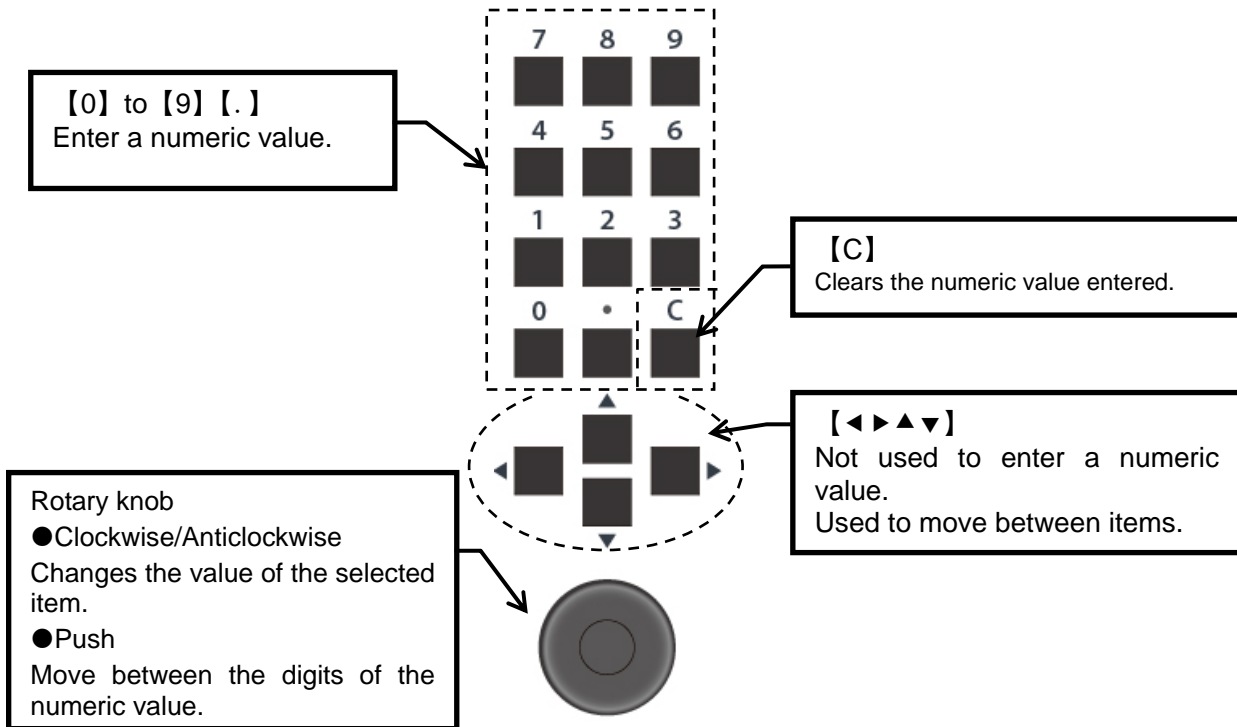 7 8 9
【0】 to 【9】【. 】
Enter a numeric value.
4 5 6
1 2 3
【C】
Clears the numeric value entered.
0 • C
▲
【◀ ▶ ▲ ▼】
Not used to enter a numeric
value.
Used to move between items.
◀ ▶
▼
Rotary knob
●Clockwise/Anticlockwise
Changes the value of the selected
item.
●Push
Move between the digits of the
numeric value.